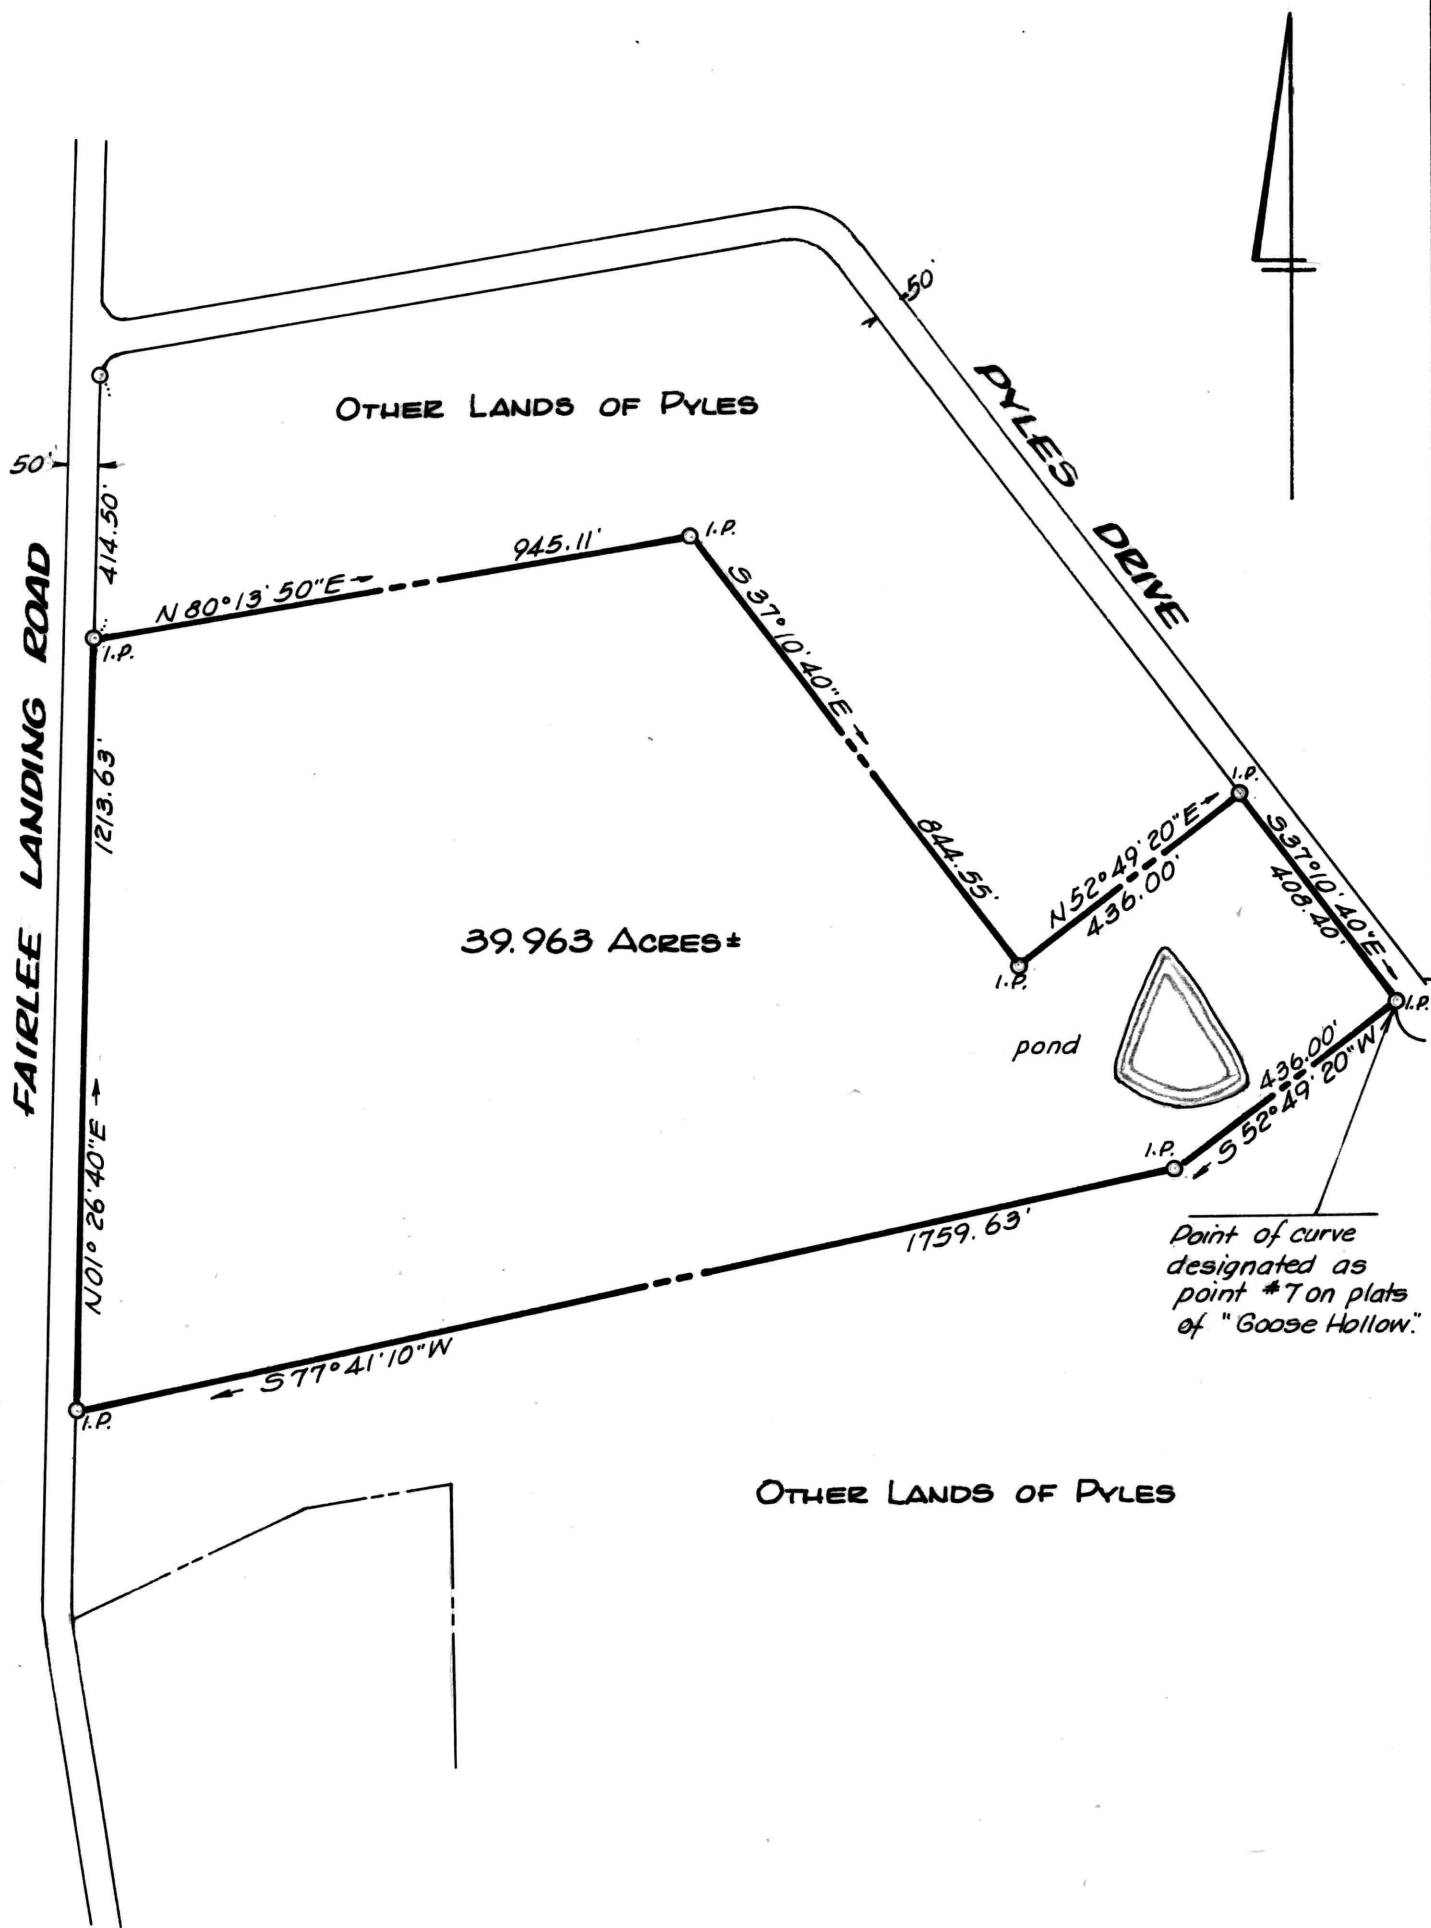 50'
PYLES DRIVE
OTHER LANDS OF PYLES
50'
414.50'
FAIRLEE LANDING ROAD
I.P.
945.11'
N 80° 13' 50" E
I.P.
S 37° 10' 40" E
844.55'
1213.63'
N 01° 26' 40" E
I.P.
N 52° 49' 20" E
436.00'
S 37° 10' 40" E
408.40'
39.963 ACRES ±
I.P.
I.P.
pond
436.00'
S 52° 49' 20" W
I.P.
1759.63'
S 77° 41' 10" W
I.P.
Point of curve
designated as
point #7 on plats
of "Goose Hollow."
OTHER LANDS OF PYLES